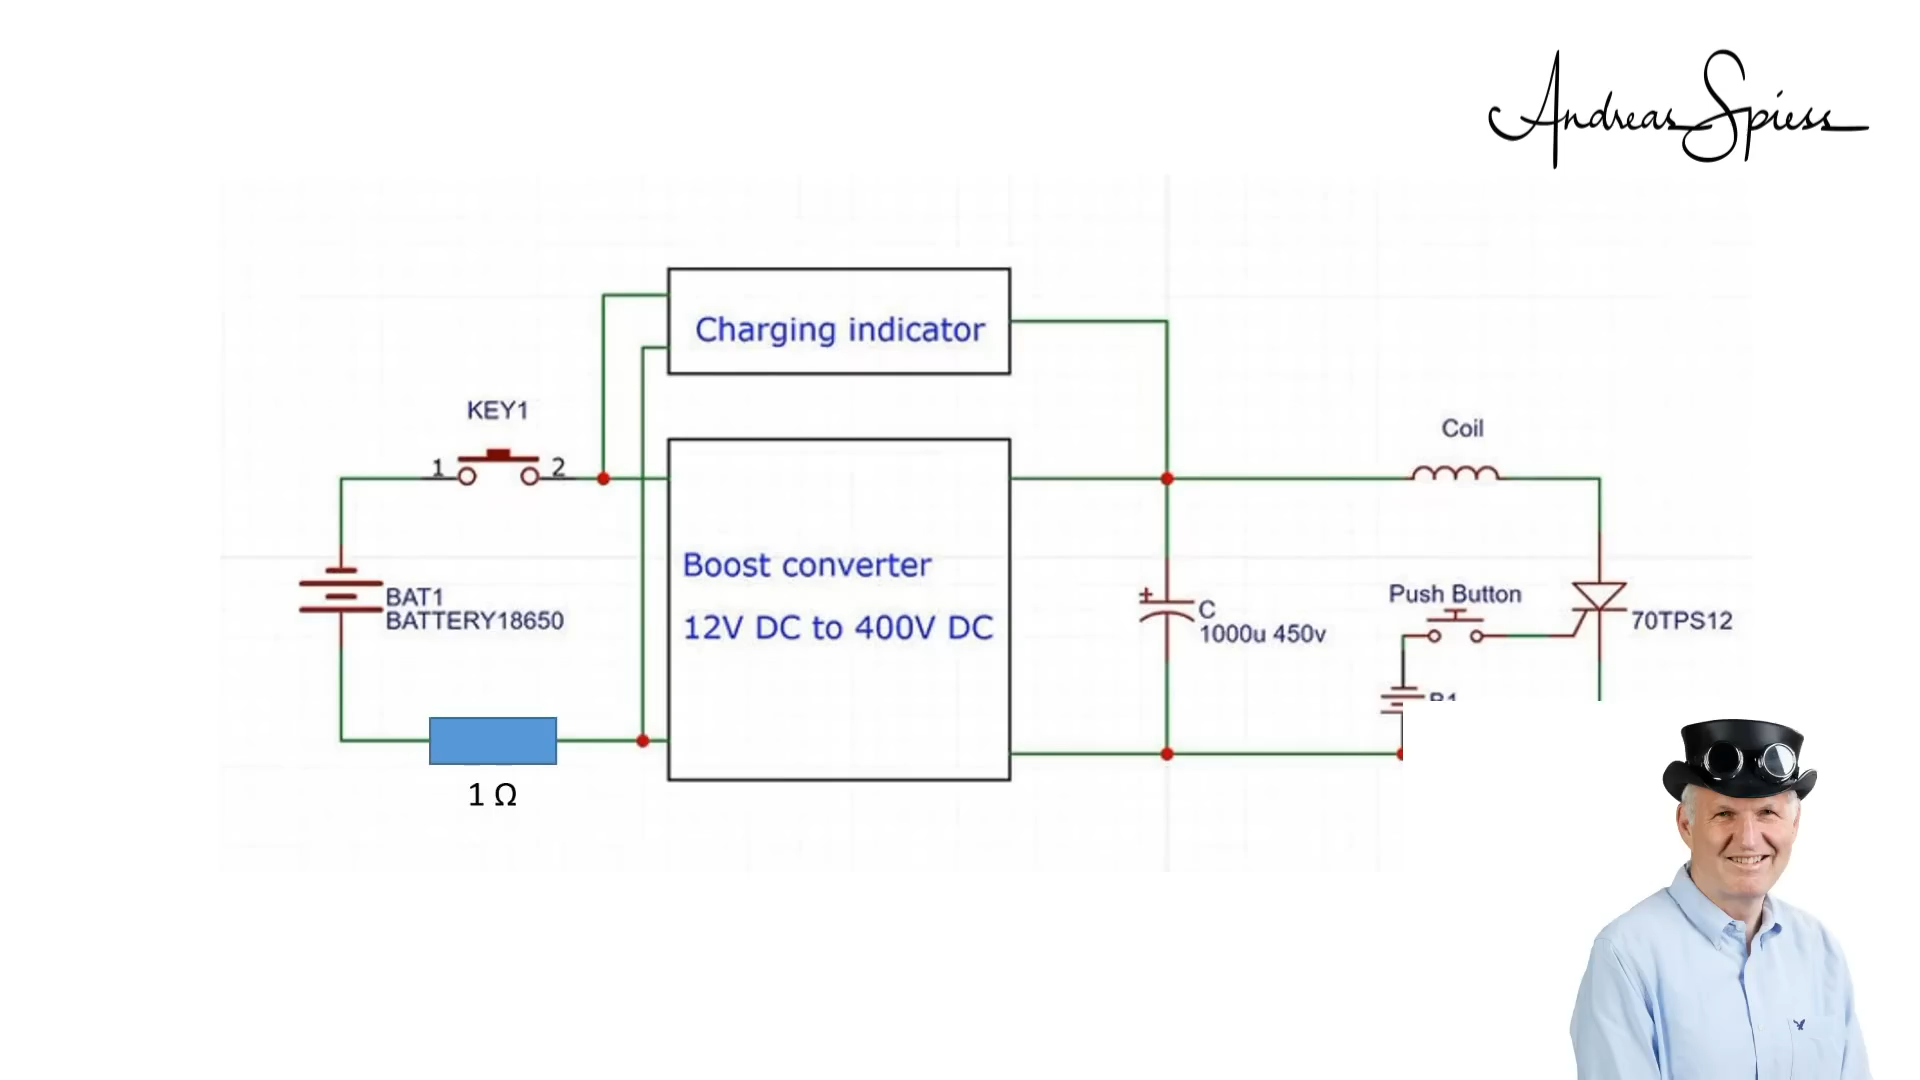 Andreas Spiess
Charging indicator
KEY1
1
2
Coil
Boost converter
12V DC to 400V DC
BAT1
BATTERY18650
Push Button
C
1000u 450v
70TPS12
1 Ω